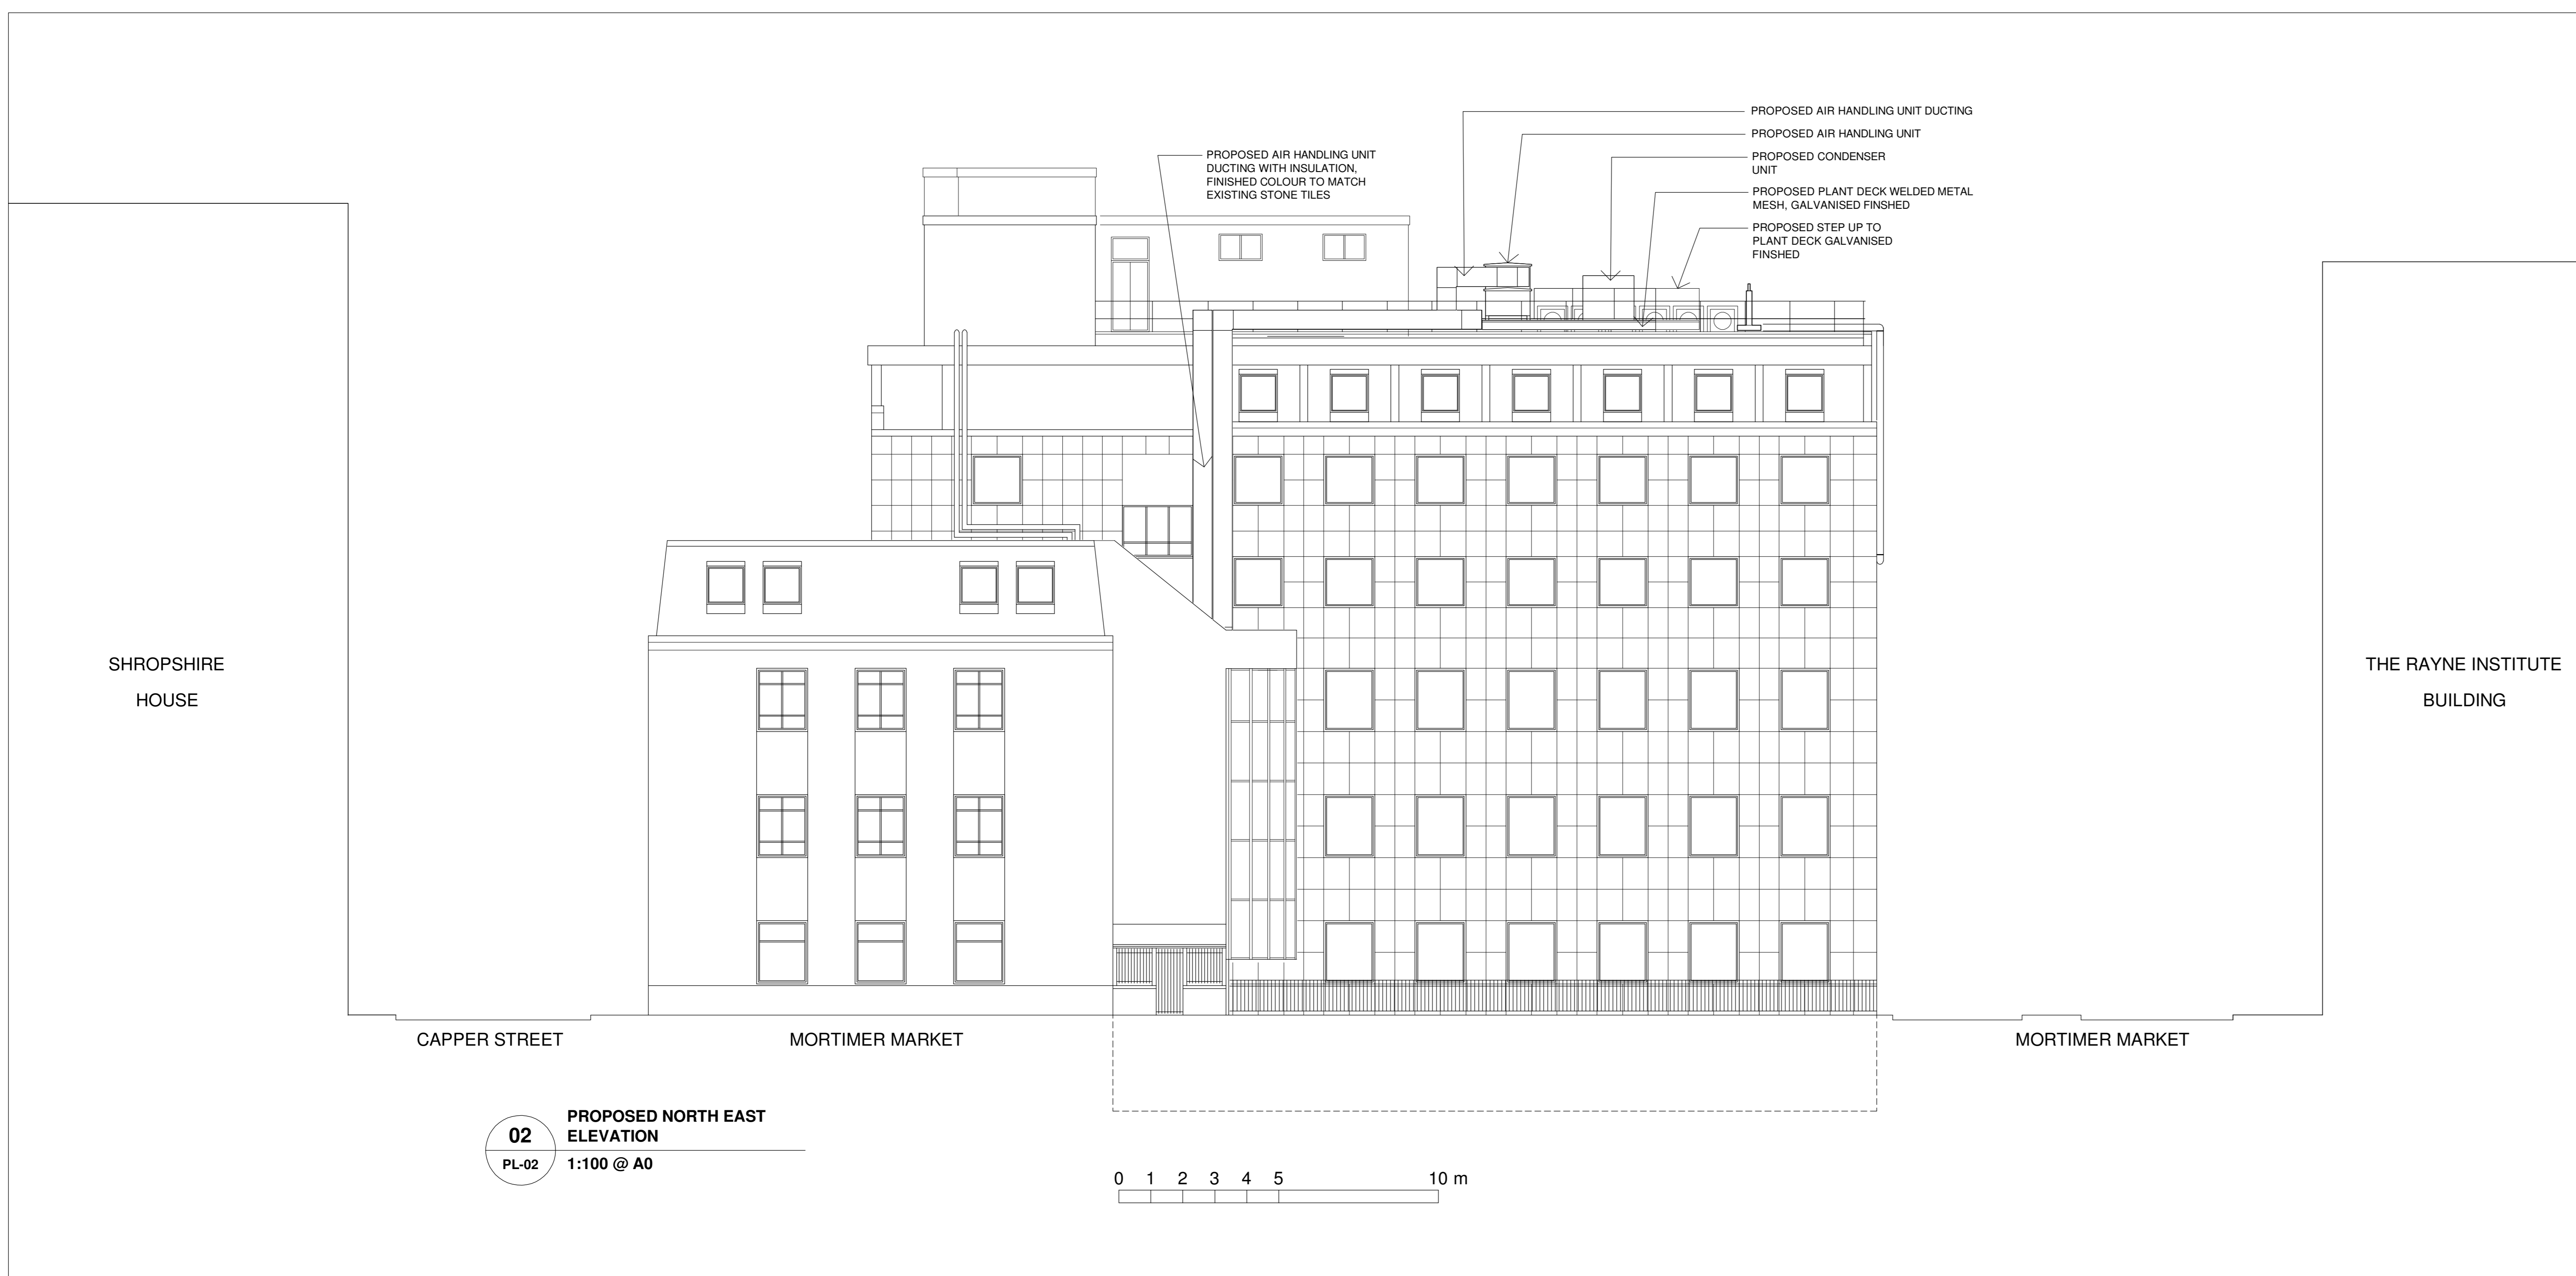 PROPOSED AIR HANDLING UNIT DUCTING
PROPOSED AIR HANDLING UNIT
PROPOSED CONDENSER
UNIT
PROPOSED PLANT DECK WELDED METAL
MESH, GALVANISED FINSHED
PROPOSED STEP UP TO
PLANT DECK GALVANISED
FINSHED
PROPOSED AIR HANDLING UNIT
DUCTING WITH INSULATION,
FINISHED COLOUR TO MATCH
EXISTING STONE TILES
SHROPSHIRE
HOUSE
THE RAYNE INSTITUTE
BUILDING
CAPPER STREET
MORTIMER MARKET
MORTIMER MARKET
02
PL-02
PROPOSED NORTH EAST
ELEVATION
1:100 @ A0
0 1 2 3 4 5 10 m